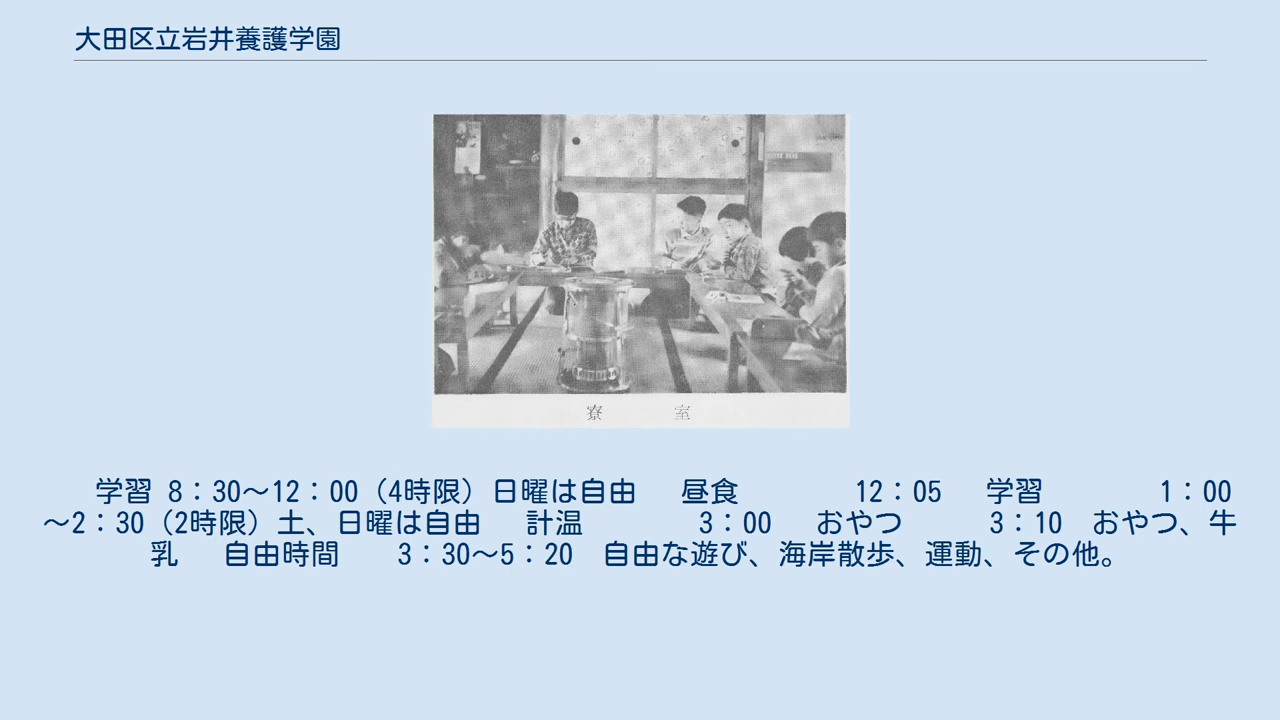 大田区立岩井養護学園
寮 室
学習 8：30～12：00（4時限）日曜は自由 昼食 12：05 学習 1：00
～2：30（2時限）土、日曜は自由 計温 3：00 おやつ 3：10 おやつ、牛
乳 自由時間 3：30～5：20 自由な遊び、海岸散歩、運動、その他。